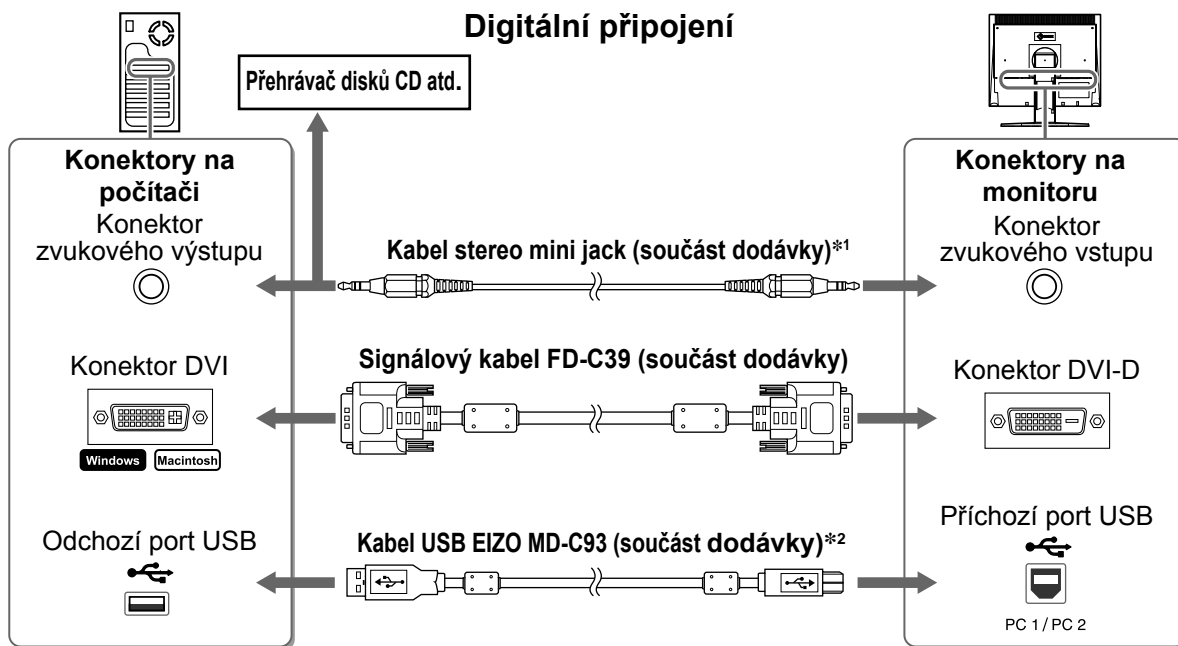 Digitální připojení
Přehrávač disků CD atd.
Konektory na
počítači
Konektor
zvukového výstupu
Kabel stereo mini jack (součást dodávky)*1
Konektory na
monitoru
Konektor
zvukového vstupu
Konektor DVI
Windows Macintosh
Signálový kabel FD-C39 (součást dodávky)
Konektor DVI-D
Odchozí port USB
Kabel USB EIZO MD-C93 (součást dodávky)*2
Příchozí port USB
PC 1 / PC 2